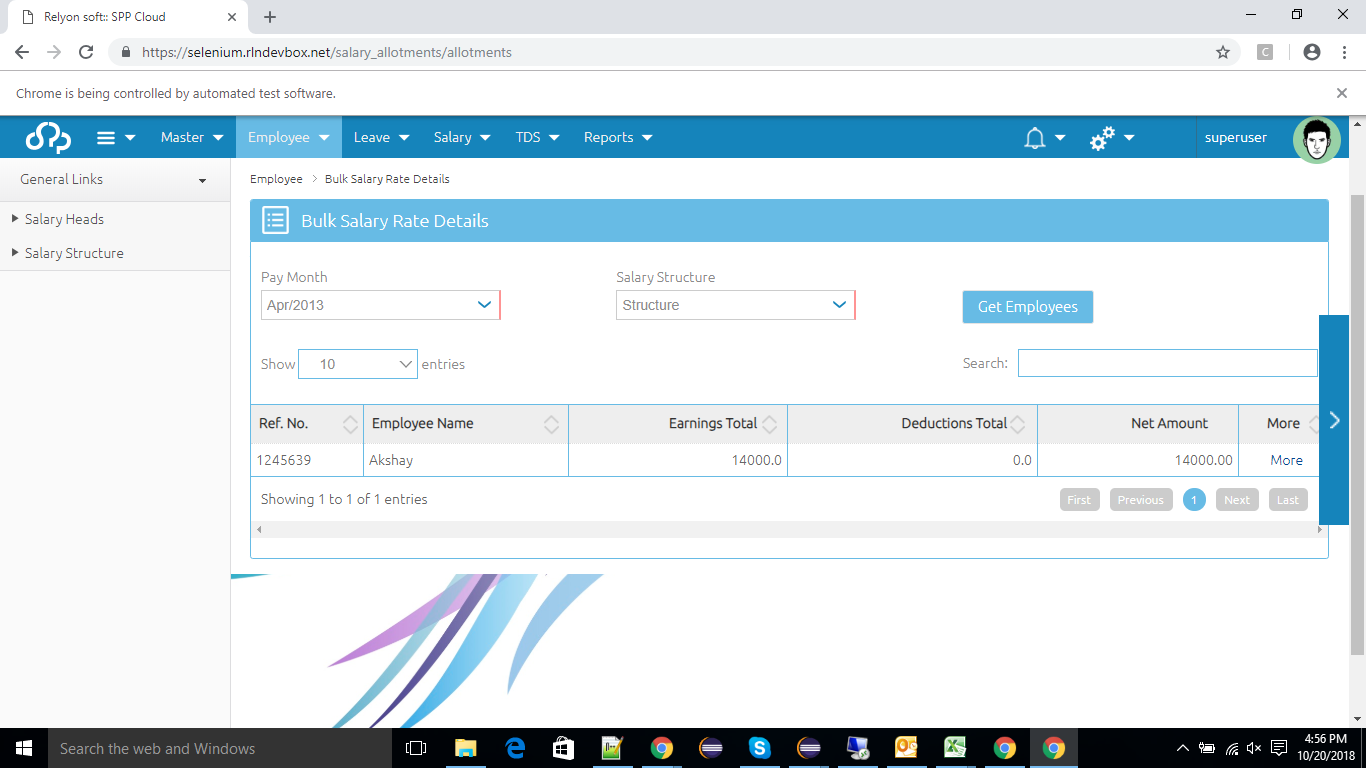 Relyon soft:: SPP Cloud
https://selenium.rlndevbox.net/salary_allotments/allotments
C
Chrome is being controlled by automated test software.
Master Employee Leave Salary TDS Reports superuser
General Links
Salary Heads
Salary Structure
Employee > Bulk Salary Rate Details
Bulk Salary Rate Details
Pay Month Salary Structure
Apr/2013 Structure Get Employees
Show 10 entries Search:
Ref. No. Employee Name Earnings Total Deductions Total Net Amount More
1245639 Akshay 14000.0 0.0 14000.00 More
Showing 1 to 1 of 1 entries First Previous 1 Next Last
Search the web and Windows
4:56 PM
10/20/2018